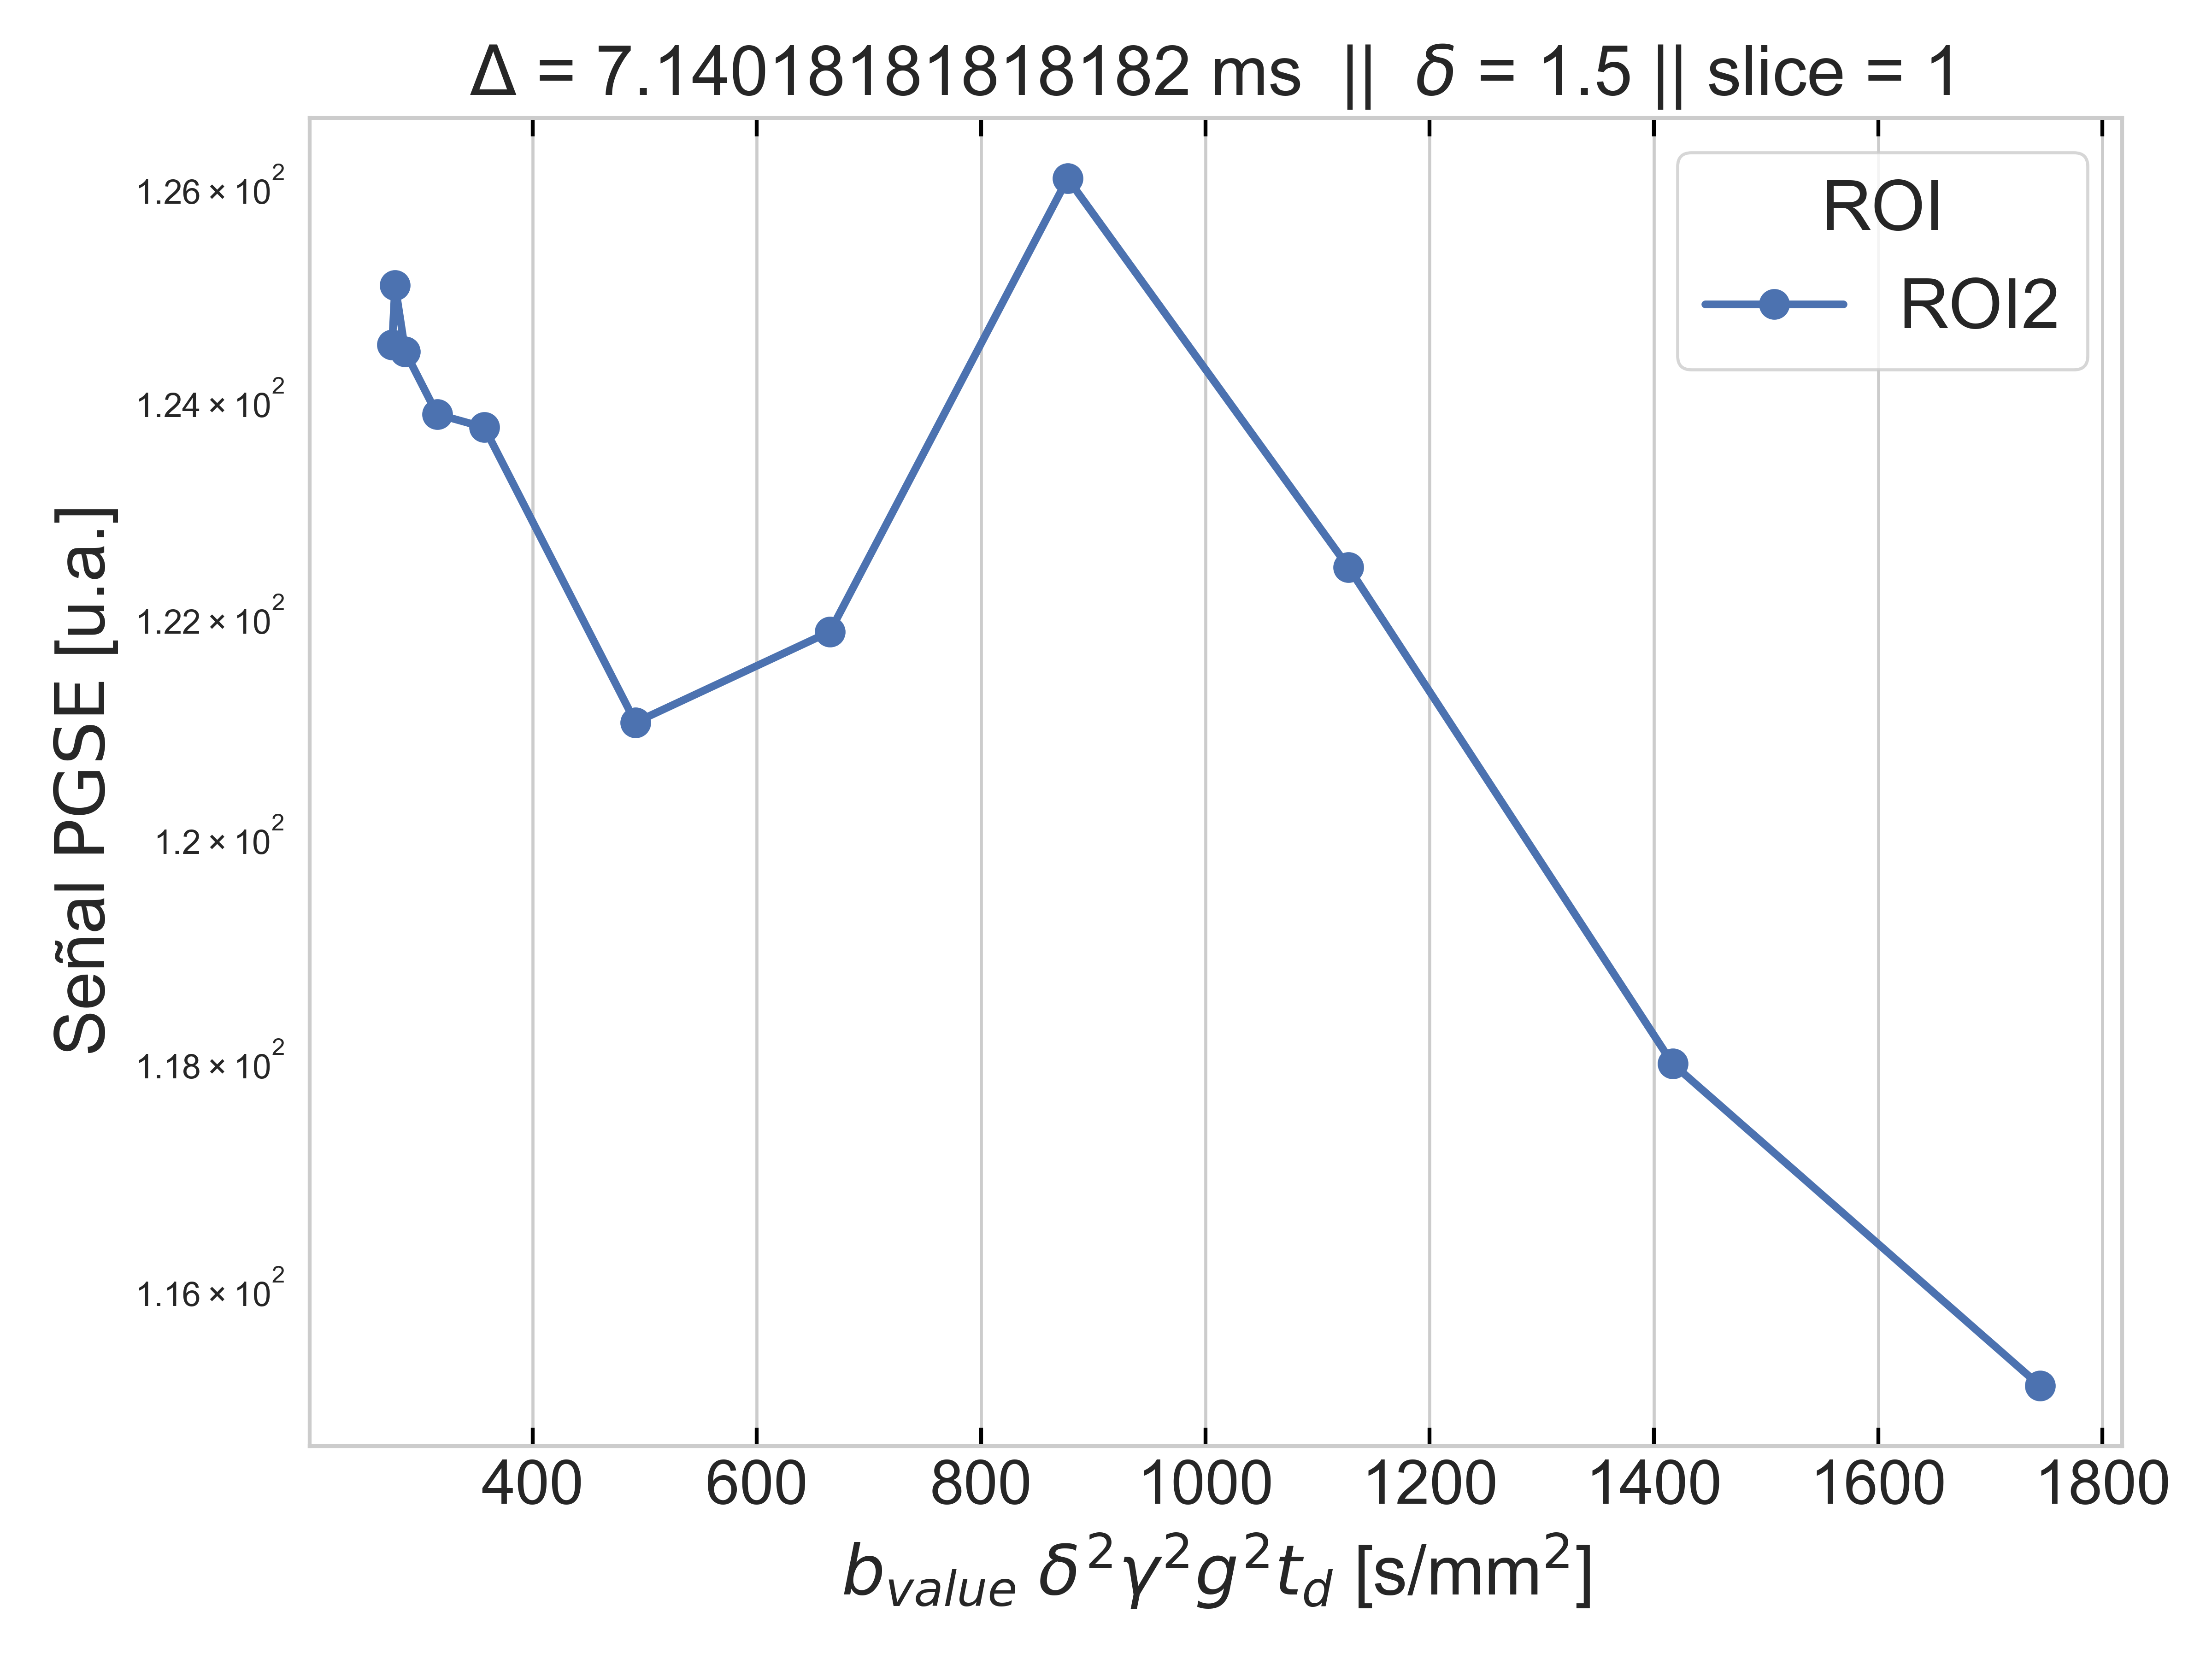 Δ = 7.14018181818182 ms || δ = 1.5 || slice = 1
ROI
ROI2
1.26 × 10²
1.24 × 10²
1.22 × 10²
1.2 × 10²
1.18 × 10²
1.16 × 10²
Señal PGSE [u.a.]
400 600 800 1000 1200 1400 1600 1800
b_value δ²γ²g²t_d [s/mm²]